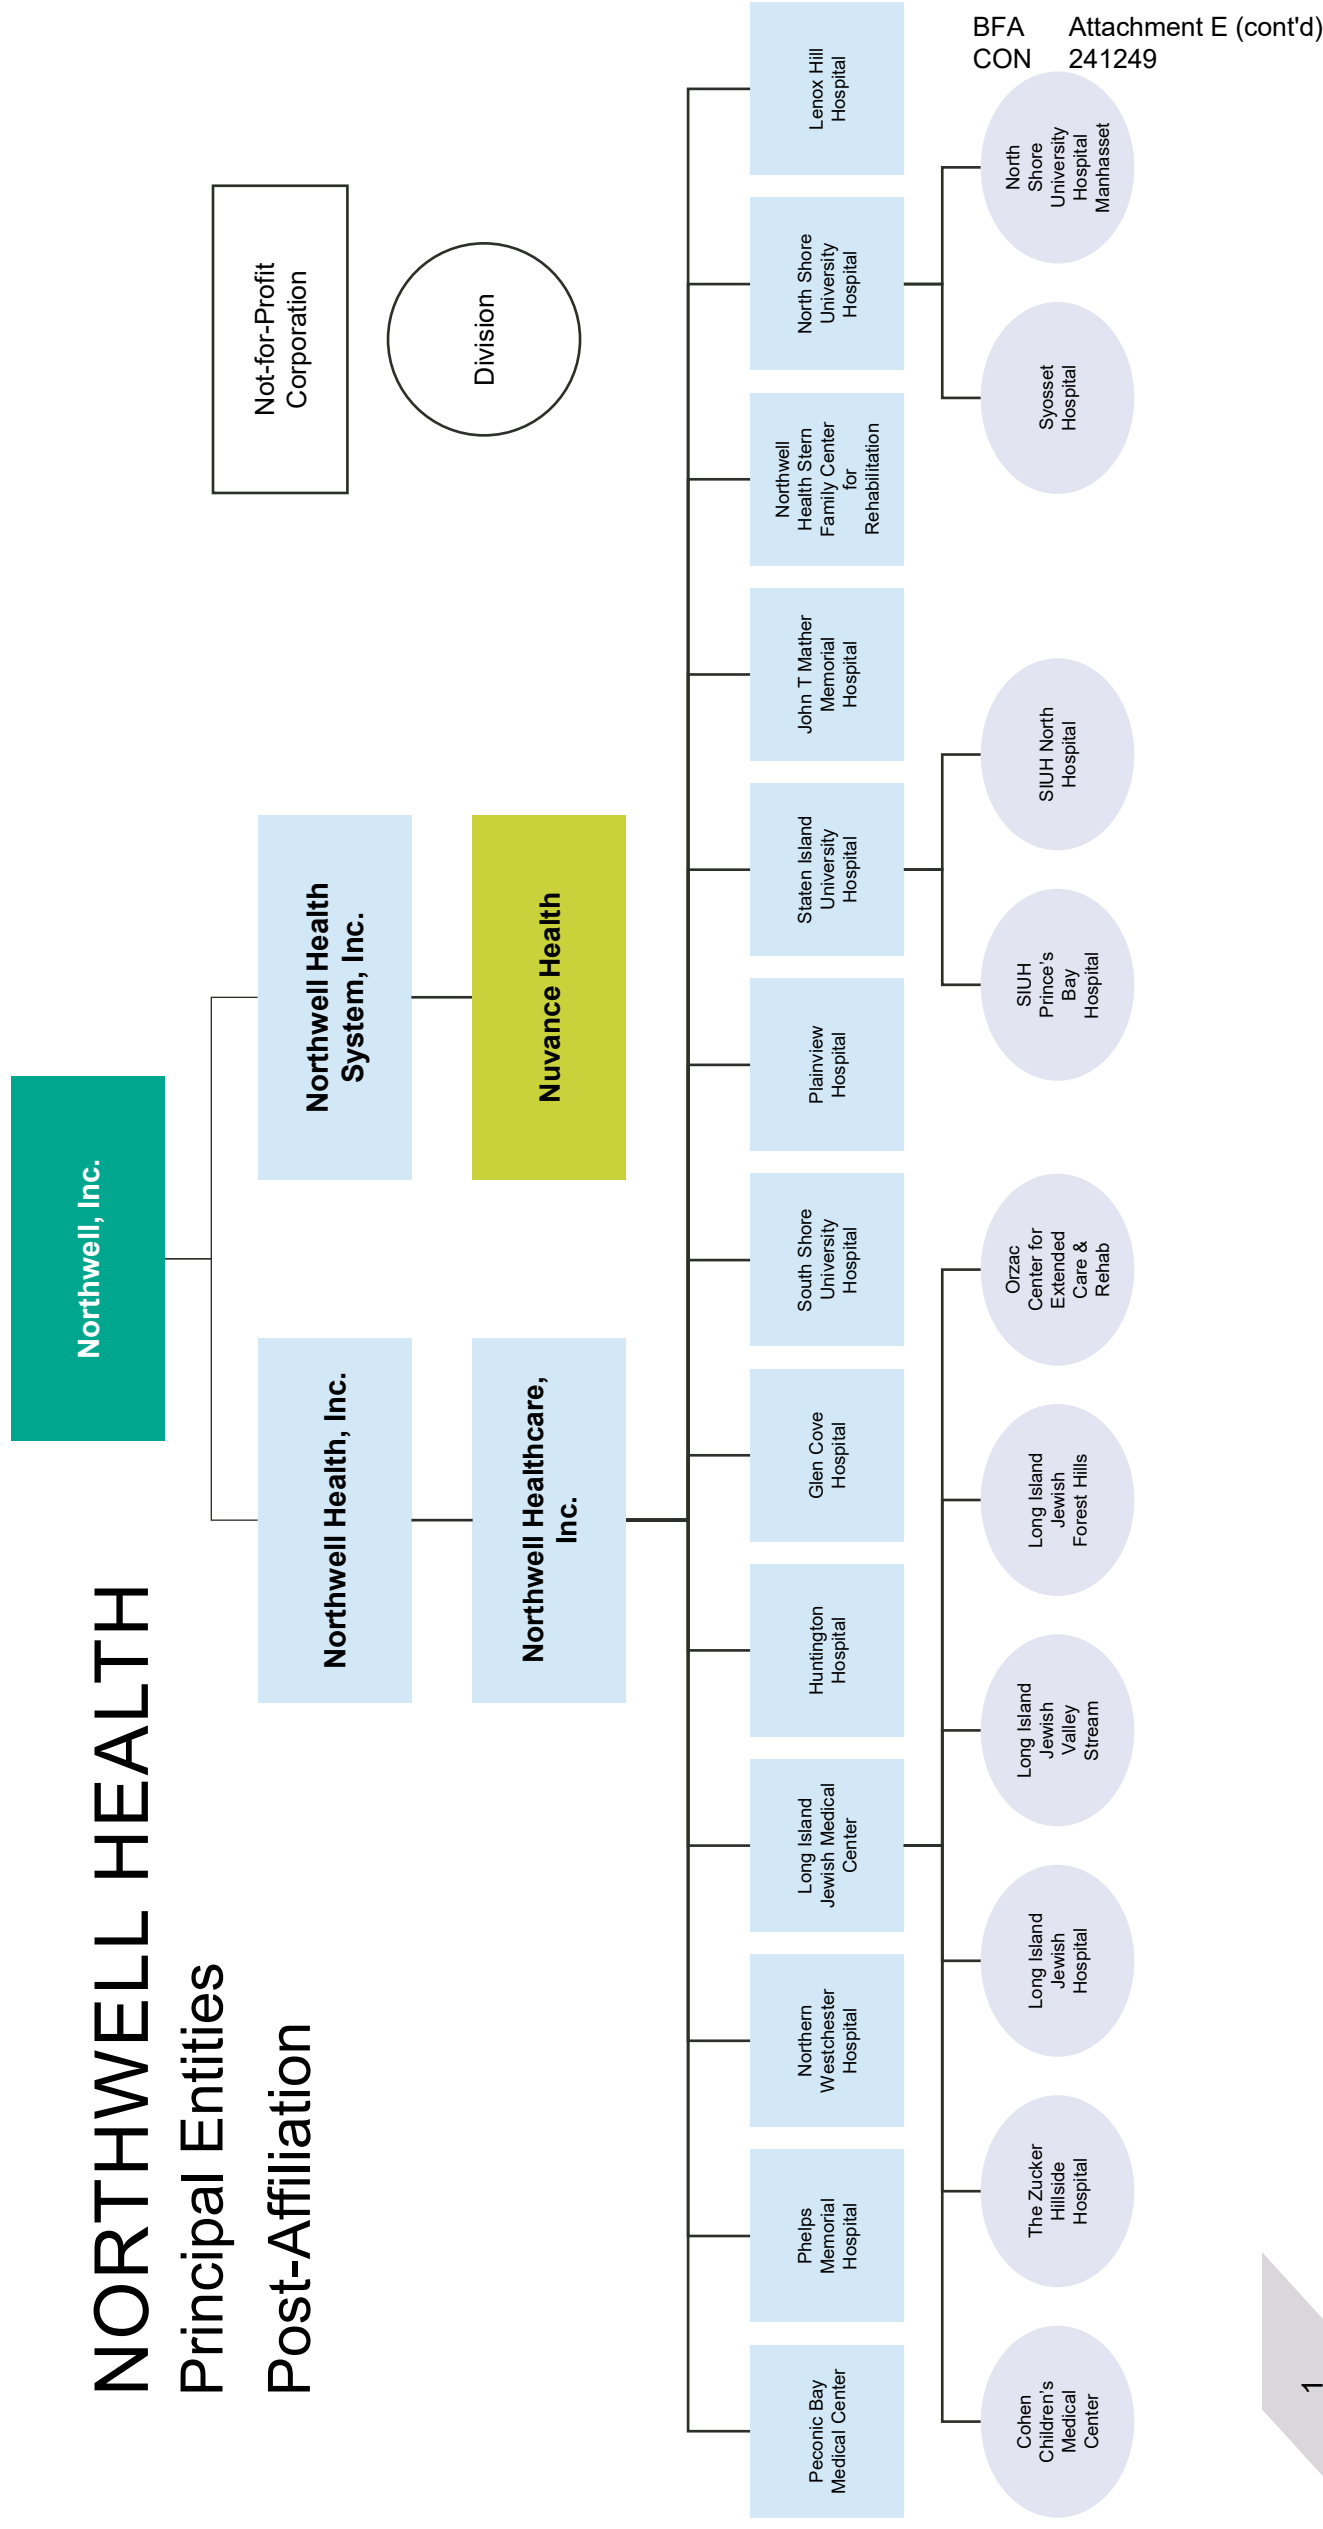 BFA Attachment E (cont'd)
CON 241249
NORTHWELL HEALTH
Principal Entities
Post-Affiliation
Northwell, Inc.
Not-for-Profit
Corporation
Division
Northwell Health, Inc.
Northwell Health
System, Inc.
Northwell Healthcare,
Inc.
Nuvance Health
Peconic Bay
Medical Center
Phelps
Memorial
Hospital
Northern
Westchester
Hospital
Long Island
Jewish Medical
Center
Huntington
Hospital
Glen Cove
Hospital
South Shore
University
Hospital
Plainview
Hospital
Staten Island
University
Hospital
John T Mather
Memorial
Hospital
Northwell
Health Stern
Family Center
for
Rehabilitation
North Shore
University
Hospital
Lenox Hill
Hospital
Cohen
Children’s
Medical
Center
The Zucker
Hillside
Hospital
Long Island
Jewish
Hospital
Long Island
Jewish
Valley
Stream
Long Island
Jewish
Forest Hills
Orzac
Center for
Extended
Care &
Rehab
SIUH
Prince’s
Bay
Hospital
SIUH North
Hospital
Syosset
Hospital
North
Shore
University
Hospital
Manhasset
1